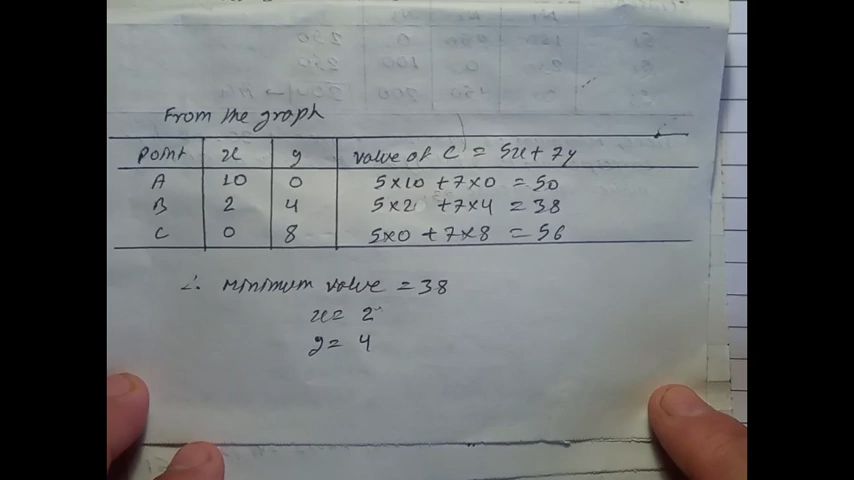 From the graph
Point x y value of C = 5x + 7y
A 10 0 5×10 + 7×0 = 50
B 2 4 5×2 + 7×4 = 38
C 0 8 5×0 + 7×8 = 56
∴ Minimum value = 38
x = 2
y = 4